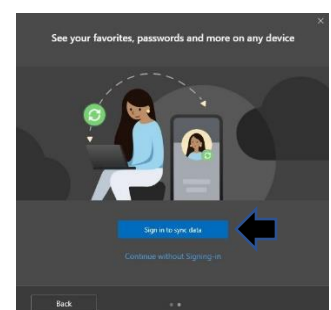 See your favorites, passwords and more on any device
Sign in to sync data
Continue without Signing-in
Back